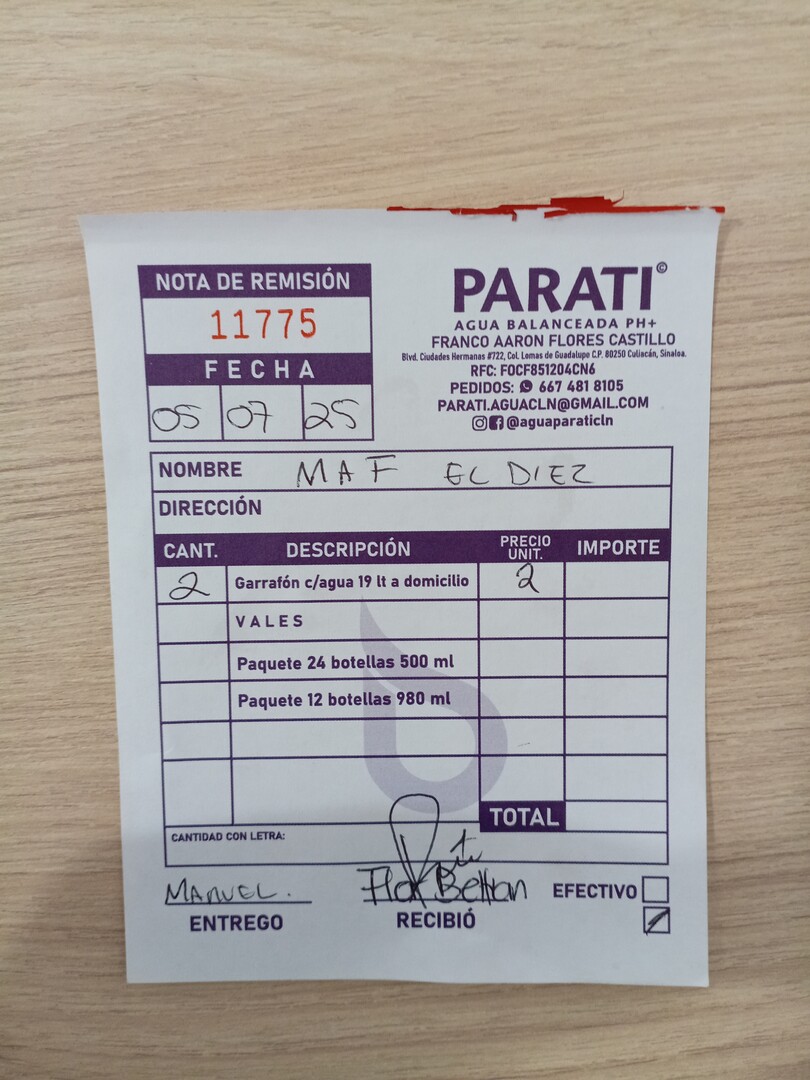 NOTA DE REMISIÓN
11775
FECHA
05 07 25
PARATI©
AGUA BALANCEADA PH+
FRANCO AARON FLORES CASTILLO
Blvd. Ciudades Hermanas #722, Col. Lomas de Guadalupe C.P. 80250 Culiacán, Sinaloa.
RFC: FOCF851204CN6
PEDIDOS: 667 481 8105
PARATI.AGUACLN@GMAIL.COM
@aguaparaticln
NOMBRE MAF EL DIEZ
DIRECCIÓN
CANT. DESCRIPCIÓN PRECIO UNIT. IMPORTE
2 Garrafón c/agua 19 lt a domicilio 2
VALES
Paquete 24 botellas 500 ml
Paquete 12 botellas 980 ml
TOTAL
CANTIDAD CON LETRA:
MANUEL. Flor Beltran EFECTIVO
ENTREGO RECIBIÓ